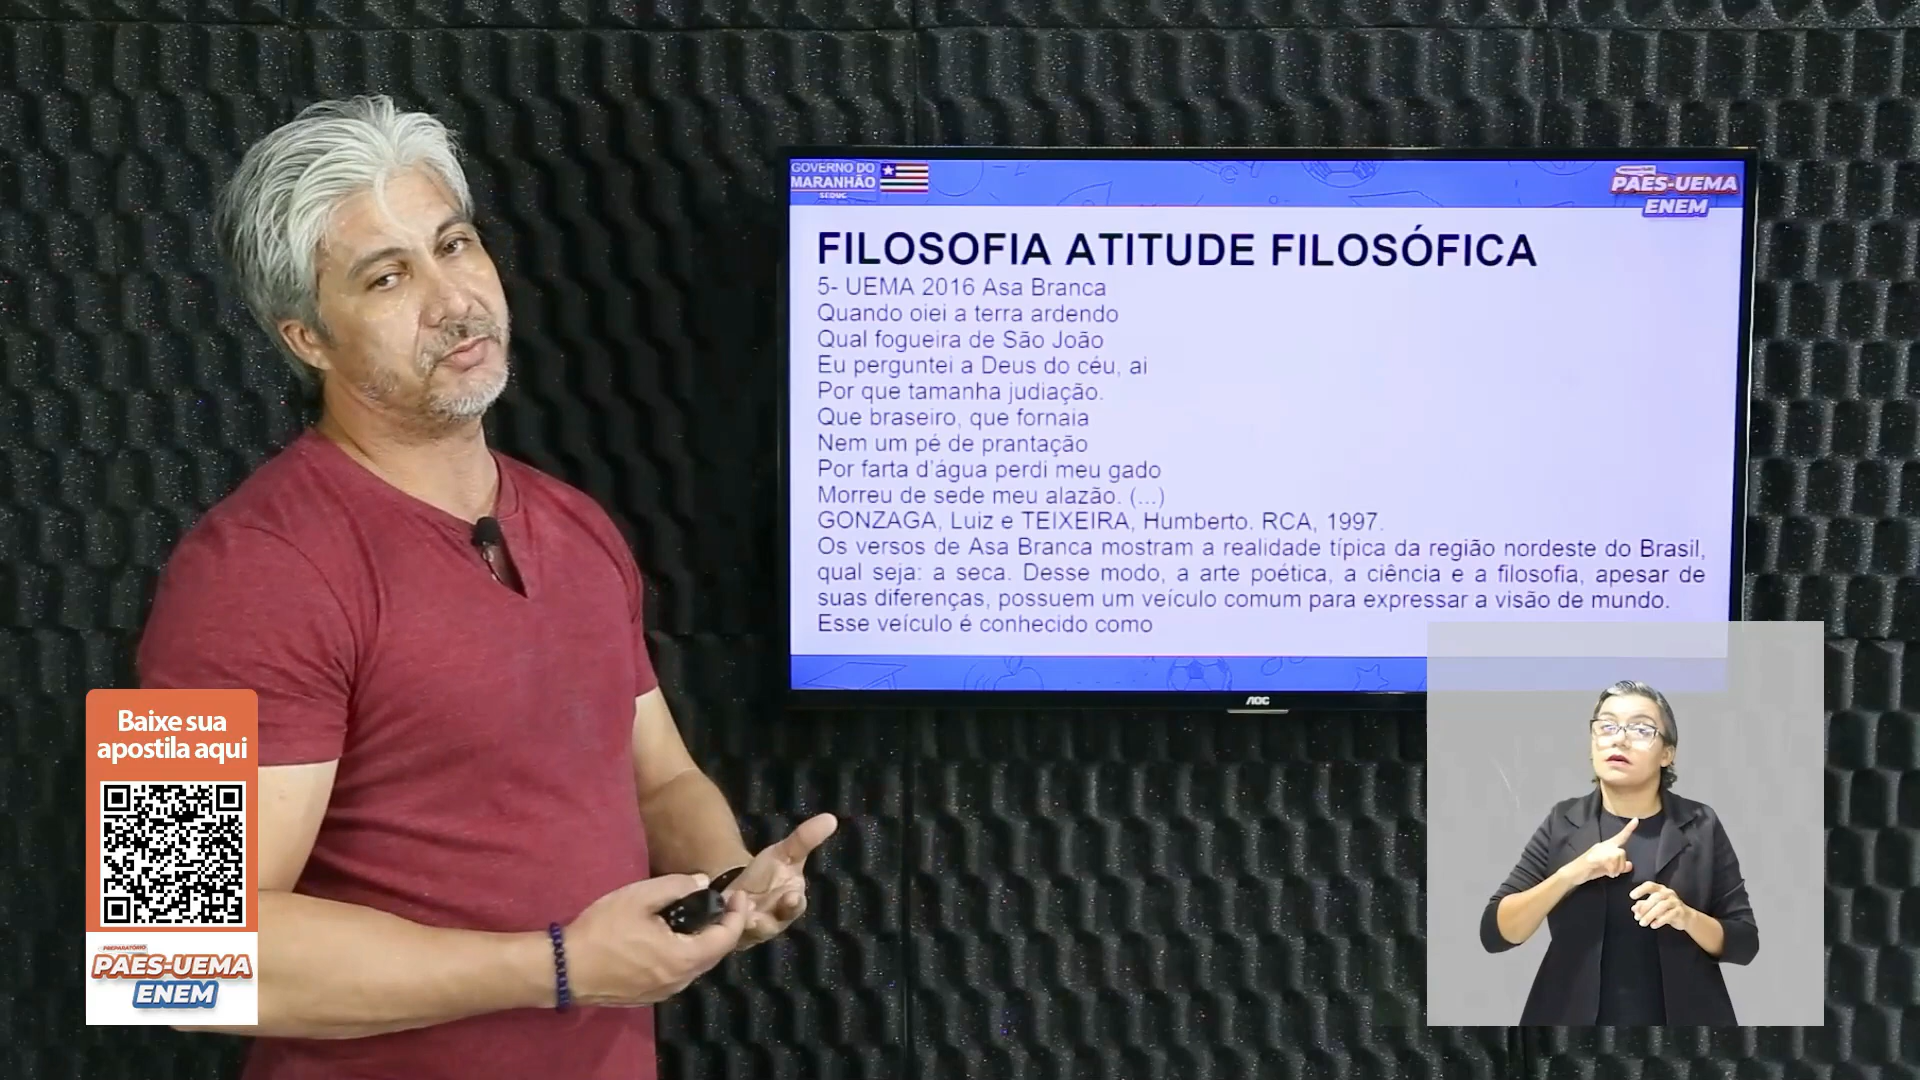 GOVERNO DO
MARANHÃO
SEDUC
PAES-UEMA
ENEM
FILOSOFIA ATITUDE FILOSÓFICA
5- UEMA 2016 Asa Branca
Quando oiei a terra ardendo
Qual fogueira de São João
Eu perguntei a Deus do céu, ai
Por que tamanha judiação.
Que braseiro, que fornaia
Nem um pé de prantação
Por farta d'água perdi meu gado
Morreu de sede meu alazão. (...)
GONZAGA, Luiz e TEIXEIRA, Humberto. RCA, 1997.
Os versos de Asa Branca mostram a realidade típica da região nordeste do Brasil,
qual seja: a seca. Desse modo, a arte poética, a ciência e a filosofia, apesar de
suas diferenças, possuem um veículo comum para expressar a visão de mundo.
Esse veículo é conhecido como
AOC
Baixe sua
apostila aqui
PREPARATÓRIO
PAES-UEMA
ENEM